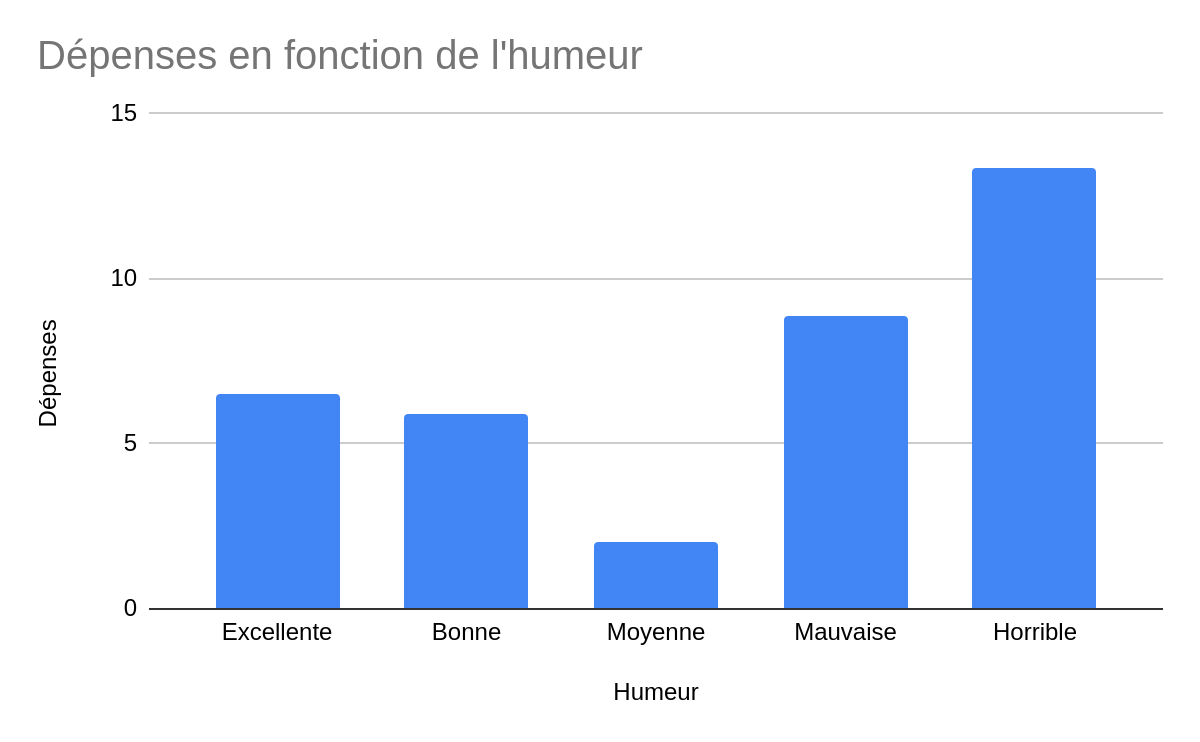 Dépenses en fonction de l'humeur
15
10
5
0
Dépenses
Excellente Bonne Moyenne Mauvaise Horrible
Humeur